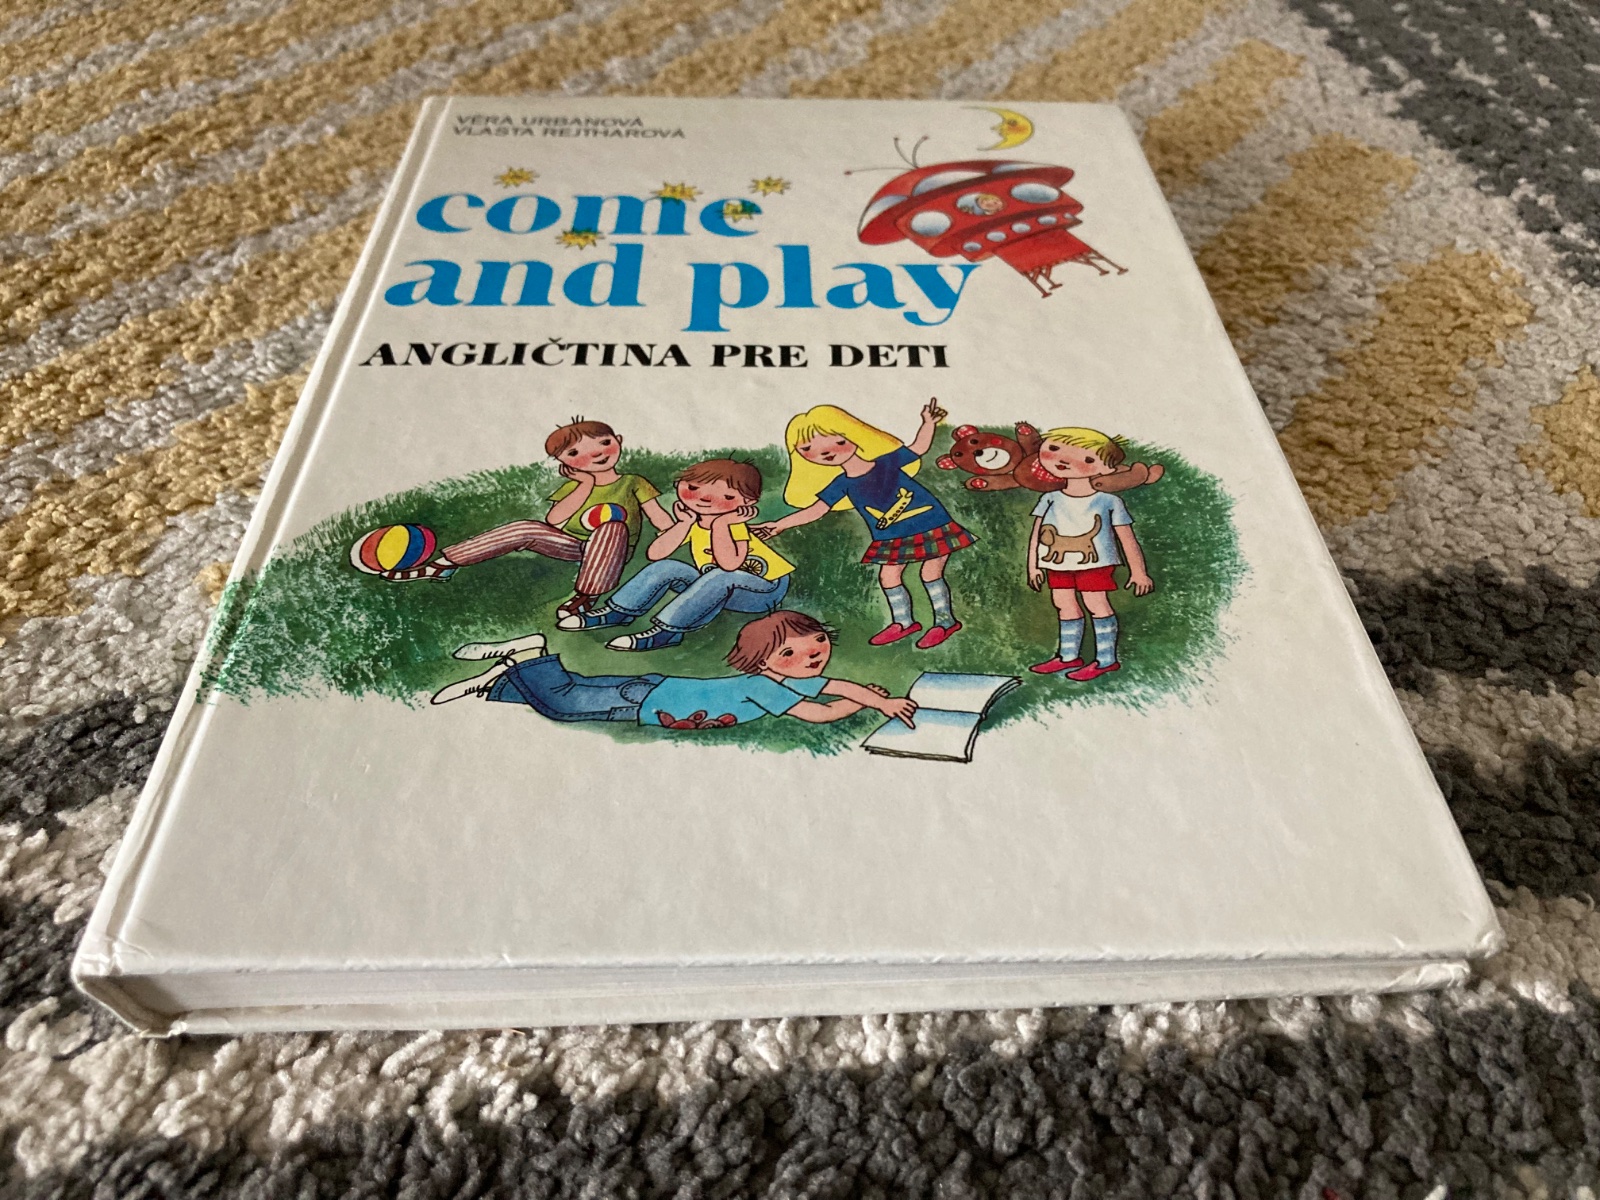 VĚRA URBANOVÁ
VLASTA REJTHAROVÁ
come
and play
ANGLIČTINA PRE DETI